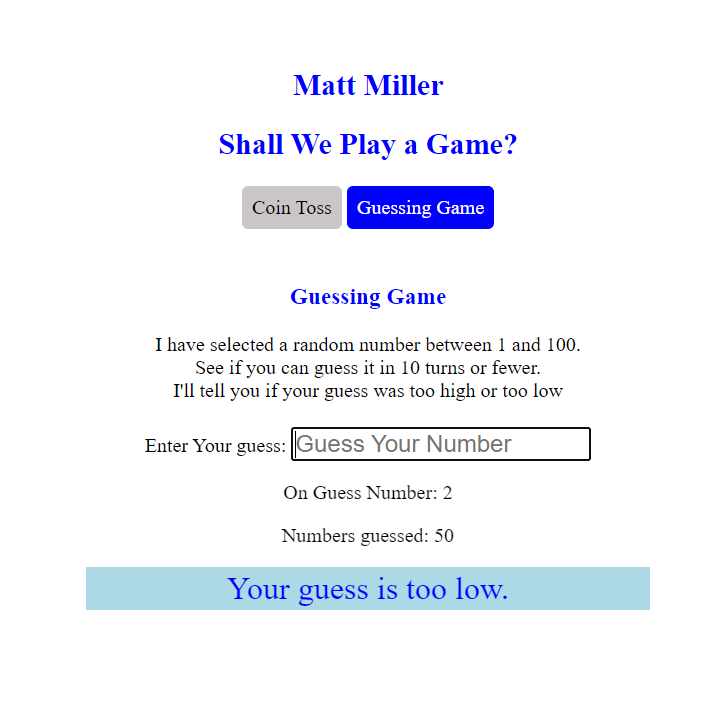 Matt Miller
Shall We Play a Game?
Coin Toss Guessing Game
Guessing Game
I have selected a random number between 1 and 100.
See if you can guess it in 10 turns or fewer.
I'll tell you if your guess was too high or too low
Enter Your guess: Guess Your Number
On Guess Number: 2
Numbers guessed: 50
Your guess is too low.